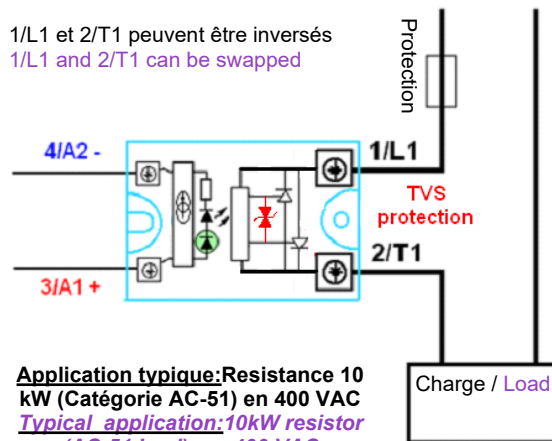 1/L1 et 2/T1 peuvent être inversés
1/L1 and 2/T1 can be swapped
Protection
4/A2 -
1/L1
TVS
protection
2/T1
3/A1 +
Application typique:Resistance 10
kW (Catégorie AC-51) en 400 VAC
Typical application:10kW resistor
Charge / Load